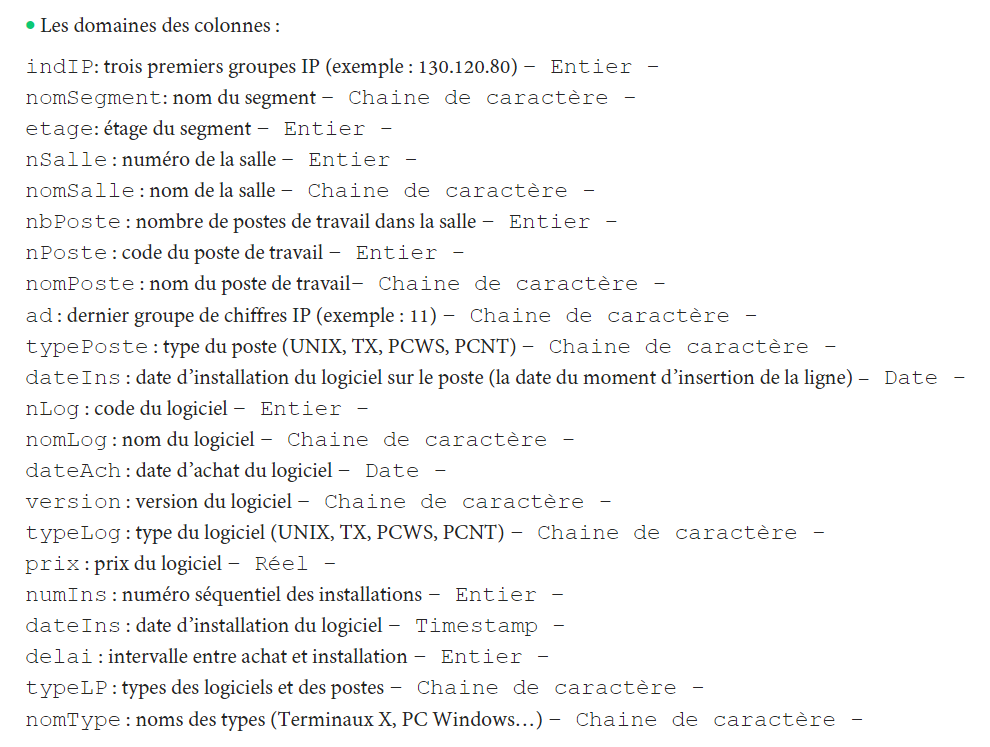 • Les domaines des colonnes :
indIP: trois premiers groupes IP (exemple : 130.120.80) – Entier –
nomSegment: nom du segment – Chaine de caractère –
etage: étage du segment – Entier –
nSalle : numéro de la salle – Entier –
nomSalle : nom de la salle – Chaine de caractère –
nbPoste : nombre de postes de travail dans la salle – Entier –
nPoste : code du poste de travail – Entier –
nomPoste : nom du poste de travail– Chaine de caractère –
ad : dernier groupe de chiffres IP (exemple : 11) – Chaine de caractère –
typePoste : type du poste (UNIX, TX, PCWS, PCNT) – Chaine de caractère –
dateIns : date d’installation du logiciel sur le poste (la date du moment d’insertion de la ligne) – Date –
nLog : code du logiciel – Entier –
nomLog : nom du logiciel – Chaine de caractère –
dateAch : date d’achat du logiciel – Date –
version : version du logiciel – Chaine de caractère –
typeLog : type du logiciel (UNIX, TX, PCWS, PCNT) – Chaine de caractère –
prix : prix du logiciel – Réel –
numIns : numéro séquentiel des installations – Entier –
dateIns : date d’installation du logiciel – Timestamp –
delai : intervalle entre achat et installation – Entier –
typeLP : types des logiciels et des postes – Chaine de caractère –
nomType : noms des types (Terminaux X, PC Windows…) – Chaine de caractère –